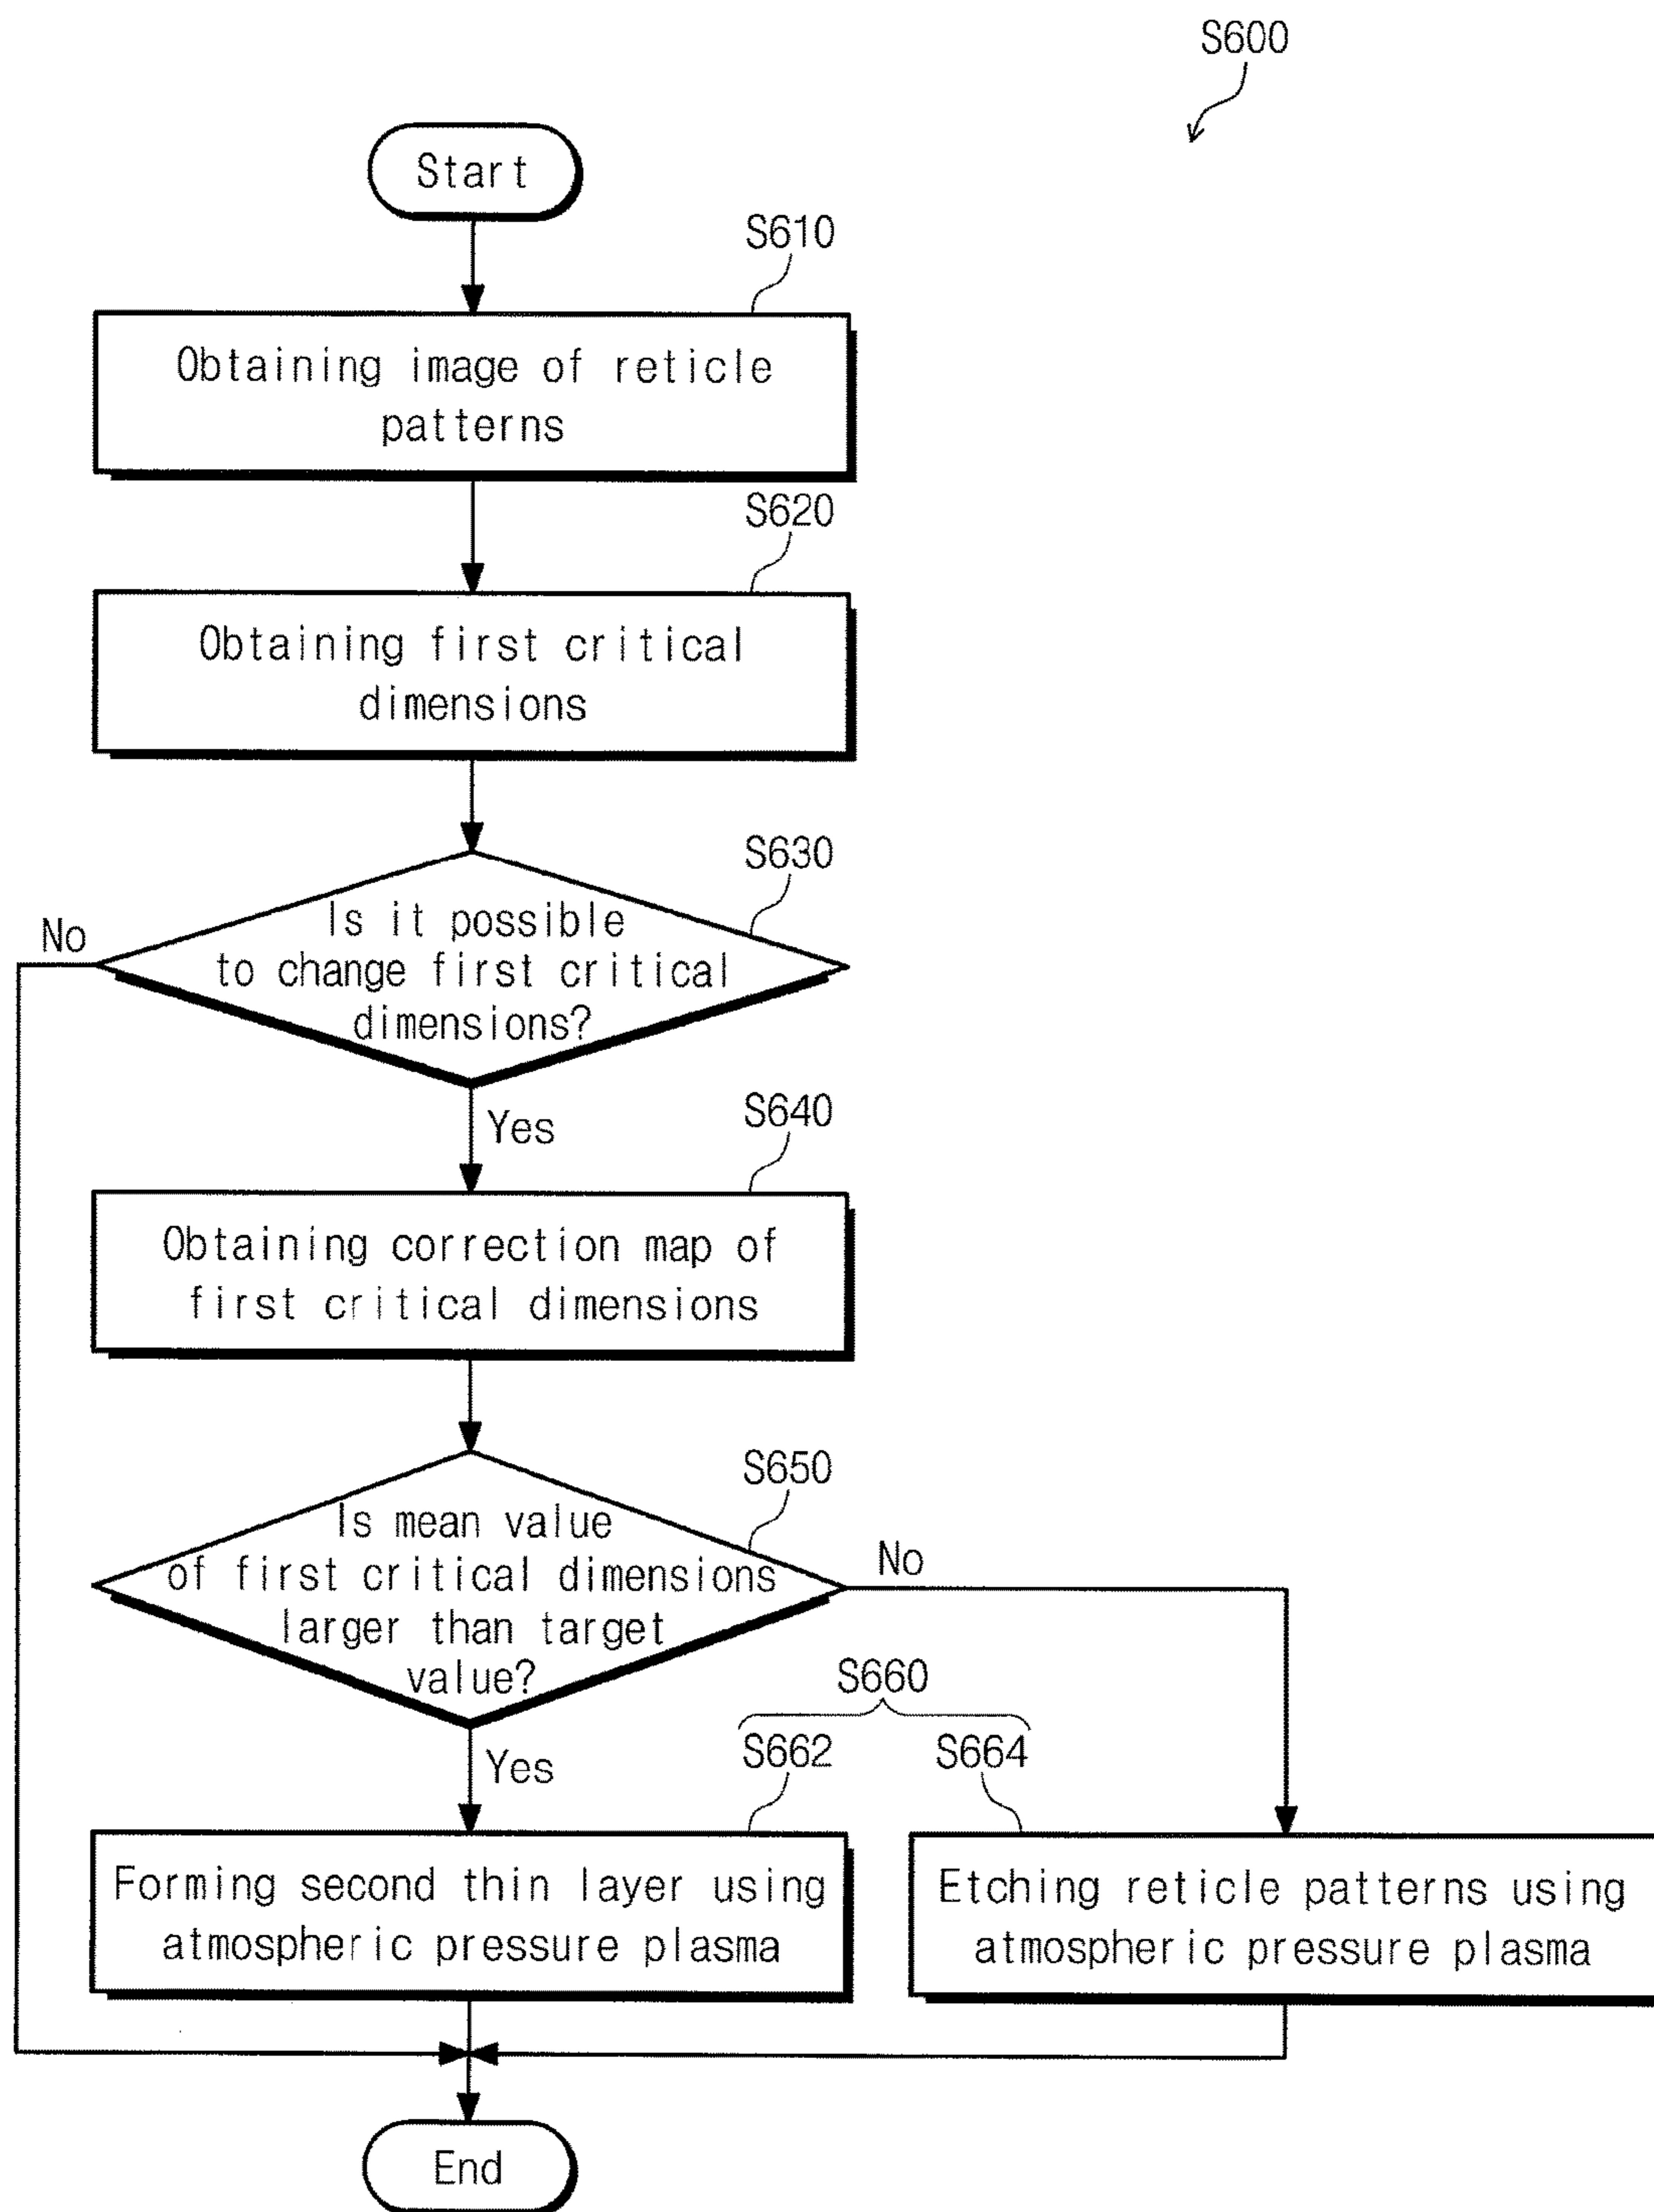 S600
Start
S610
Obtaining image of reticle
patterns
S620
Obtaining first critical
dimensions
S630
Is it possible
to change first critical
dimensions?
No
Yes
S640
Obtaining correction map of
first critical dimensions
S650
Is mean value
of first critical dimensions
larger than target
value?
No
Yes
S660
S662
S664
Forming second thin layer using
atmospheric pressure plasma
Etching reticle patterns using
atmospheric pressure plasma
End